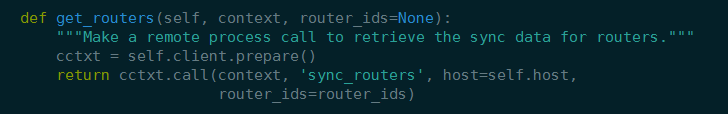 def get_routers(self, context, router_ids=None):
    """Make a remote process call to retrieve the sync data for routers."""
    cctxt = self.client.prepare()
    return cctxt.call(context, 'sync_routers', host=self.host,
                      router_ids=router_ids)